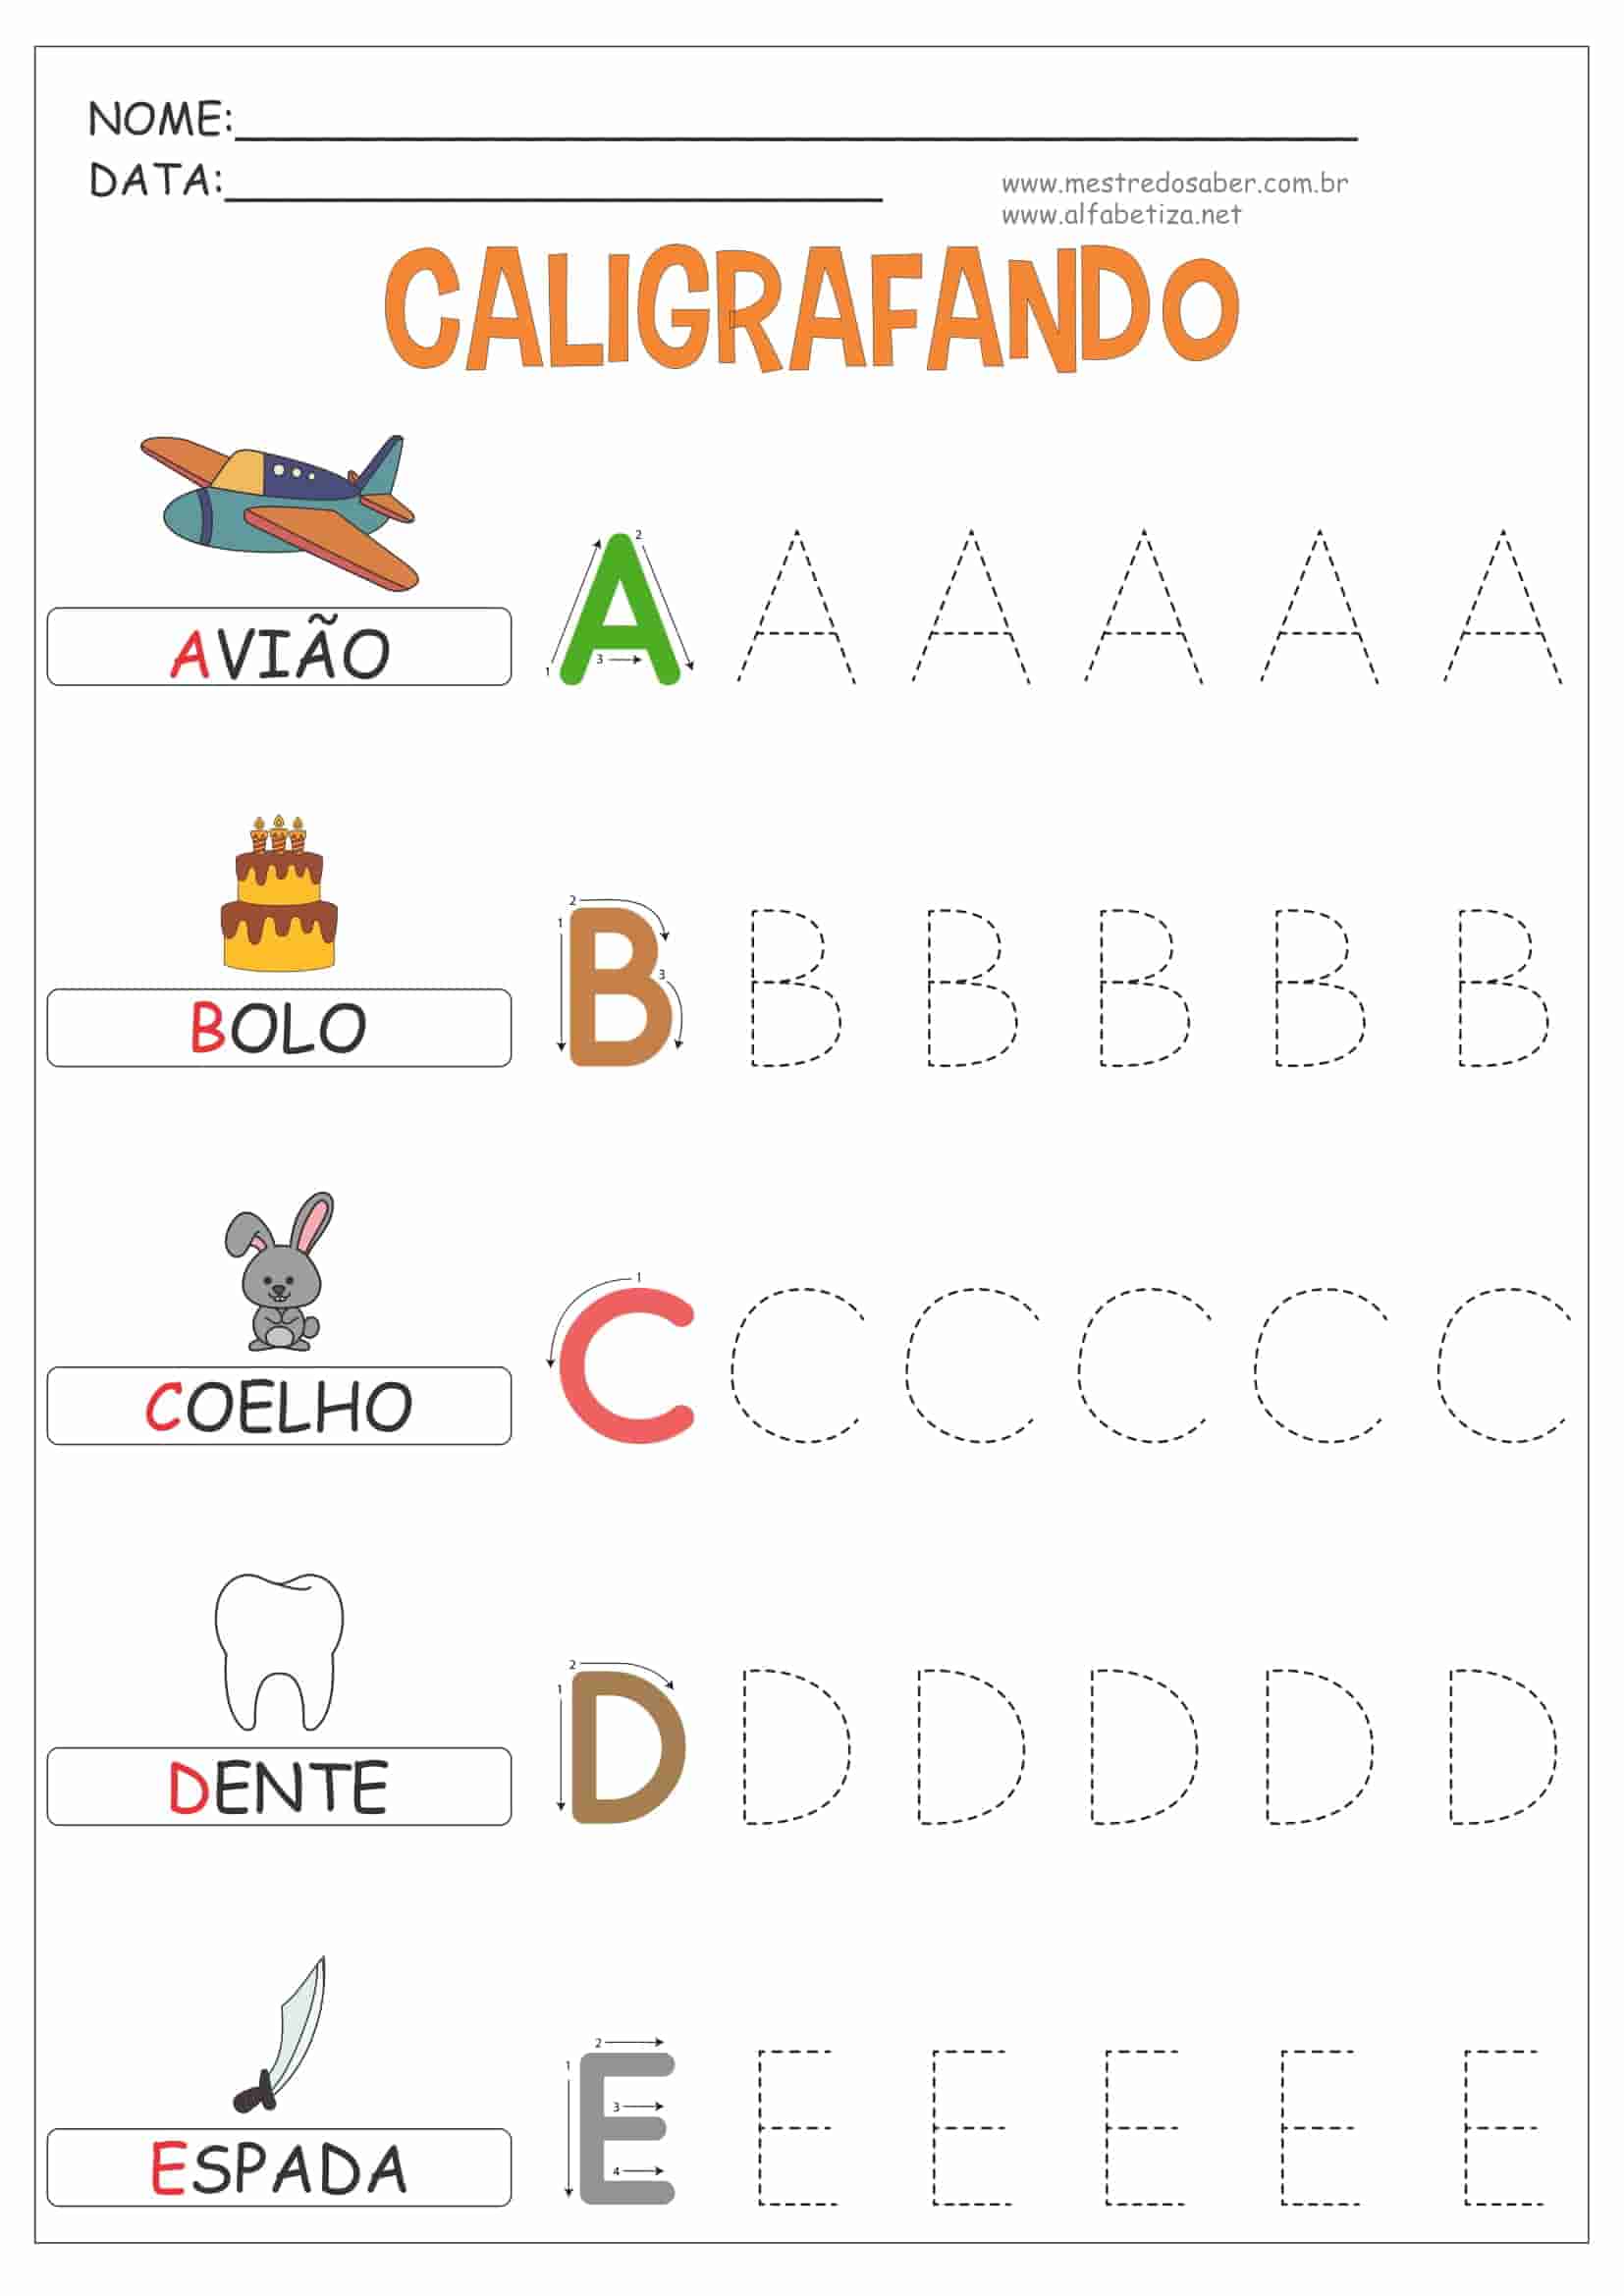 NOME:
DATA:
www.mestredosaber.com.br
www.alfabetiza.net
CALIGRAFANDO
AVIÃO
1 2 3
A A A A A A
BOLO
1 2 3
B B B B B B
COELHO
1
C C C C C C
DENTE
1 2
D D D D D D
ESPADA
1 2 3 4
E E E E E E